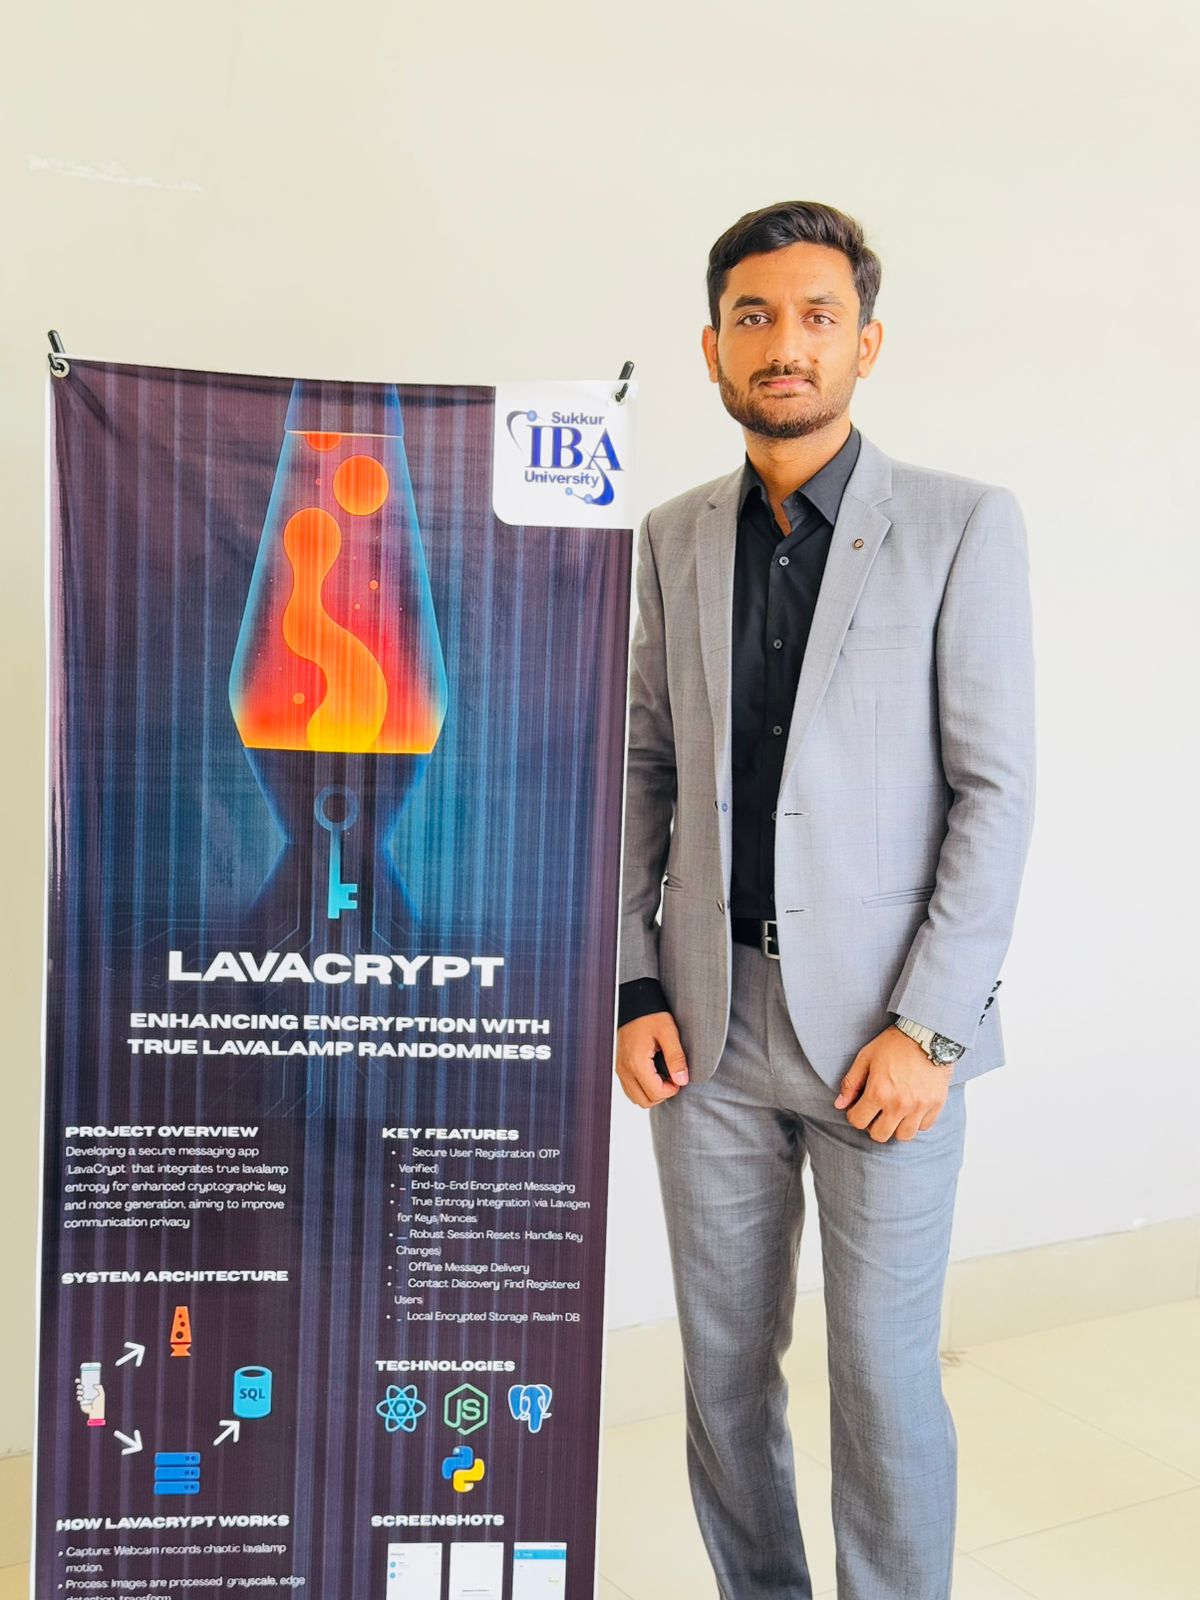 Sukkur
IBA
University
LAVACRYPT
ENHANCING ENCRYPTION WITH
TRUE LAVALAMP RANDOMNESS
PROJECT OVERVIEW
Developing a secure messaging app
LavaCrypt that integrates true lavalamp
entropy for enhanced cryptographic key
and nonce generation, aiming to improve
communication privacy
SYSTEM ARCHITECTURE
SQL
HOW LAVACRYPT WORKS
• Capture: Webcam records chaotic lavalamp
motion.
• Process: Images are processed grayscale, edge
detection, transform
KEY FEATURES
• Secure User Registration (OTP
Verified)
• _ End-to-End Encrypted Messaging
• True Entropy Integration (via Lavagen
for Keys/Nonces
• __ Robust Session Resets (Handles Key
Changes)
• Offline Message Delivery
• _ Contact Discovery (Find Registered
Users
• _ Local Encrypted Storage (Realm DB
TECHNOLOGIES
JS
SCREENSHOTS